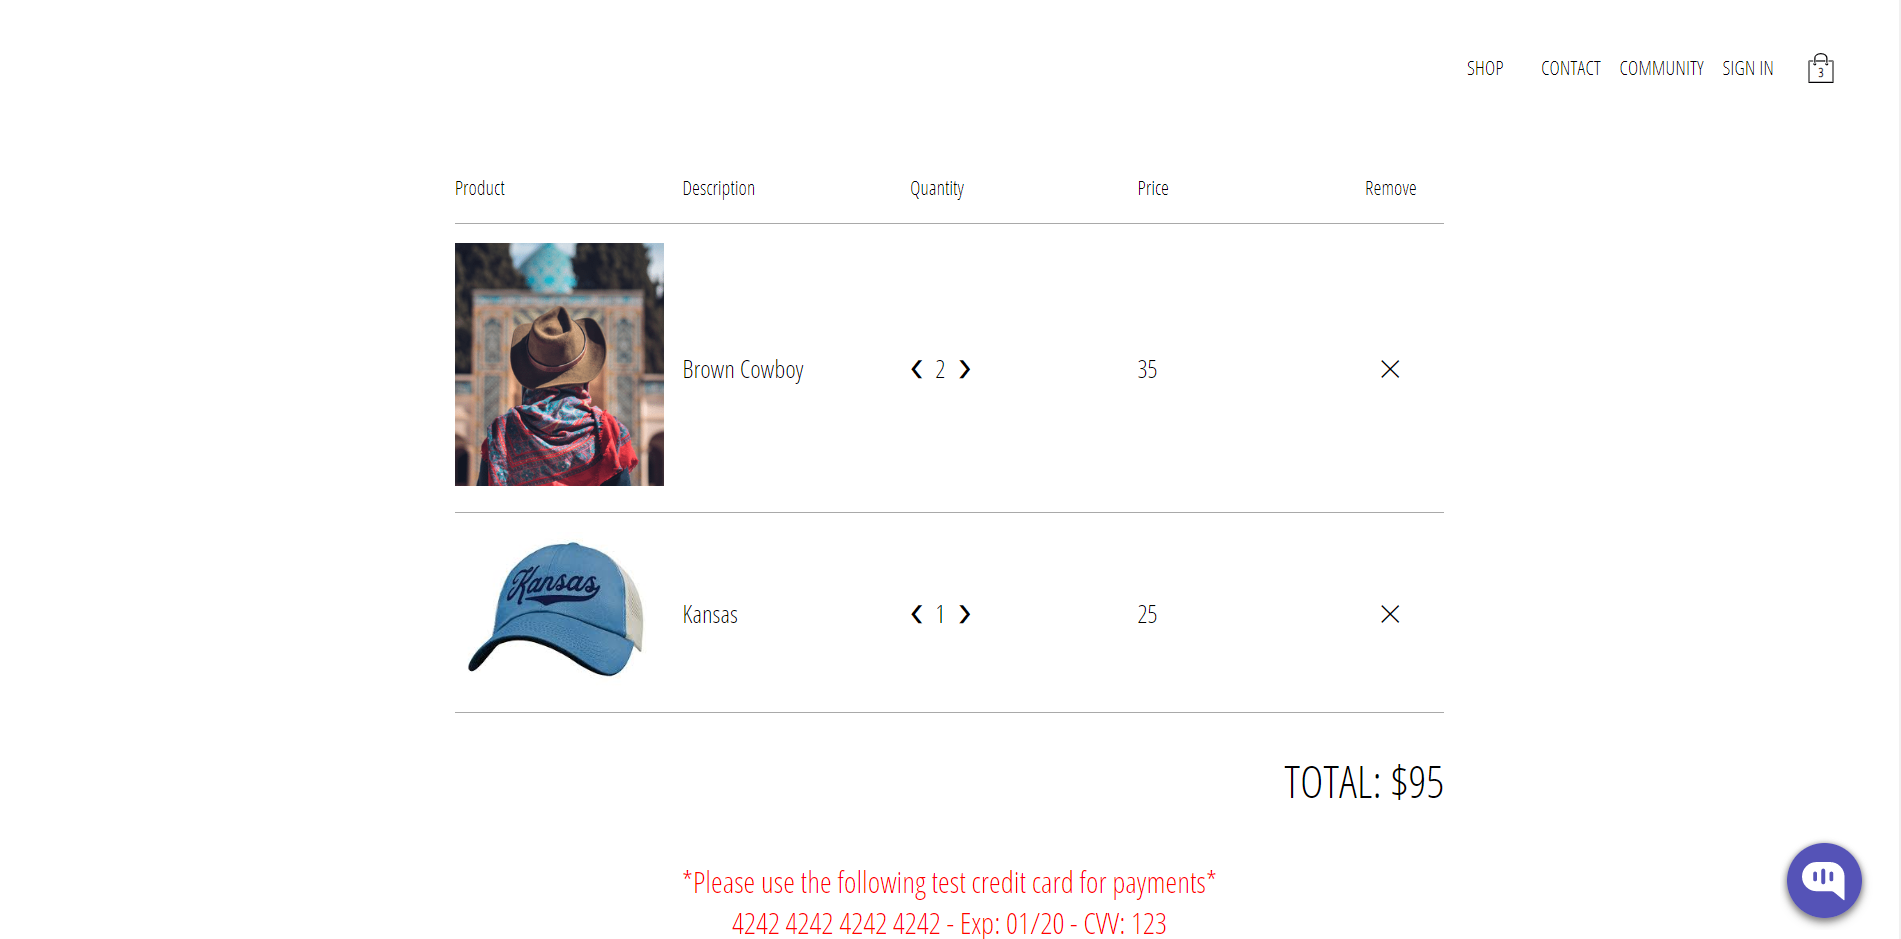 SHOP CONTACT COMMUNITY SIGN IN 3
Product Description Quantity Price Remove
Brown Cowboy ❮ 2 ❯ 35 ✕
Kansas
Kansas ❮ 1 ❯ 25 ✕
TOTAL: $95
*Please use the following test credit card for payments*
4242 4242 4242 4242 - Exp: 01/20 - CVV: 123